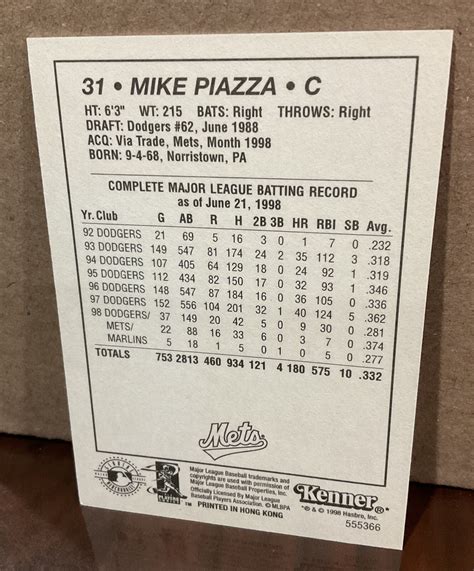 31 • MIKE PIAZZA • C
HT: 6'3" WT: 215 BATS: Right THROWS: Right
DRAFT: Dodgers #62, June 1988
ACQ: Via Trade, Mets, Month 1998
BORN: 9-4-68, Norristown, PA
COMPLETE MAJOR LEAGUE BATTING RECORD
as of June 21, 1998
Yr. Club G AB R H 2B 3B HR RBI SB Avg.
92 DODGERS 21 69 5 16 3 0 1 7 0 .232
93 DODGERS 149 547 81 174 24 2 35 112 3 .318
94 DODGERS 107 405 64 129 18 0 24 92 1 .319
95 DODGERS 112 434 82 150 17 0 32 93 1 .346
96 DODGERS 148 547 87 184 16 0 36 105 0 .336
97 DODGERS 152 556 104 201 32 1 40 124 5 .362
98 DODGERS/ 37 149 20 42 5 0 9 30 0 .281
METS/ 22 88 16 33 6 0 3 7 0 .374
MARLINS 5 18 1 5 0 1 0 5 0 .277
TOTALS 753 2813 460 934 121 4 180 575 10 .332
Mets
Major League Baseball trademarks and
copyrights are used with permission of
Major League Baseball Properties, Inc.
Officially Licensed By Major League
Baseball Players Association. © MLBPA
PRINTED IN HONG KONG
Kenner
® & © 1998 Hasbro, Inc.
555366